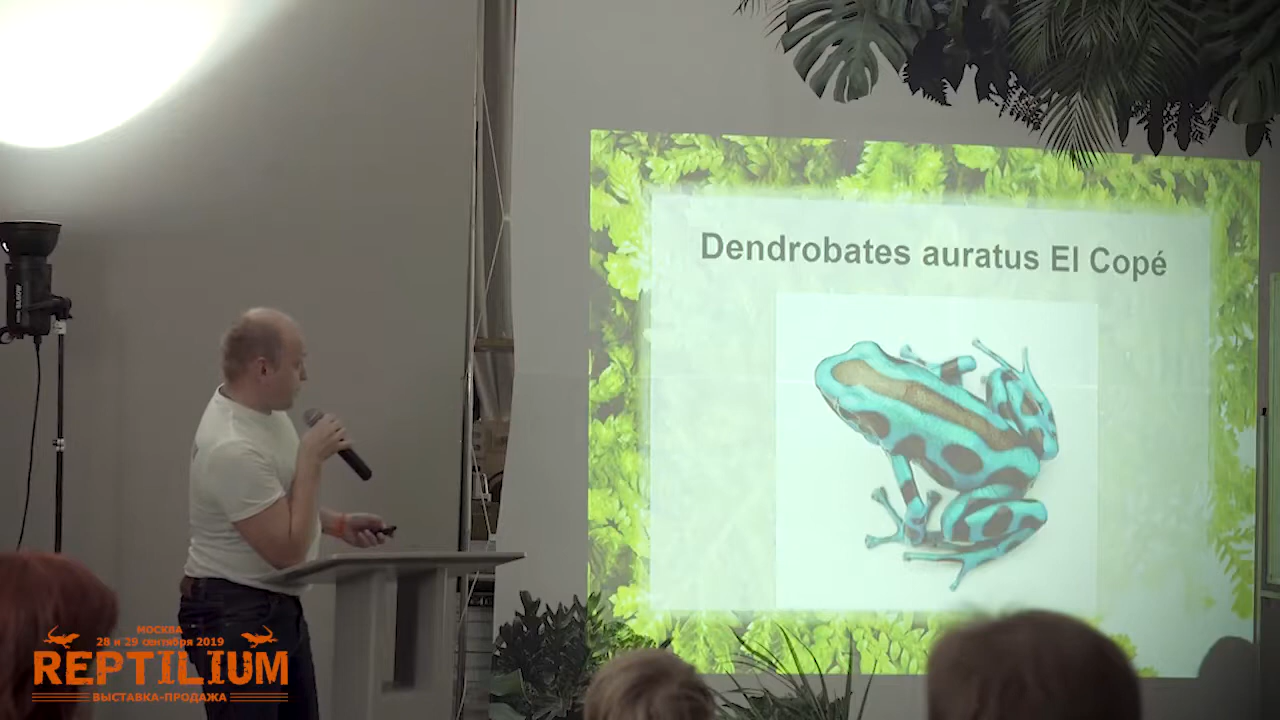 Dendrobates auratus El Copé
МОСКВА
28 и 29 сентября 2019
REPTILIUM
ВЫСТАВКА-ПРОДАЖА